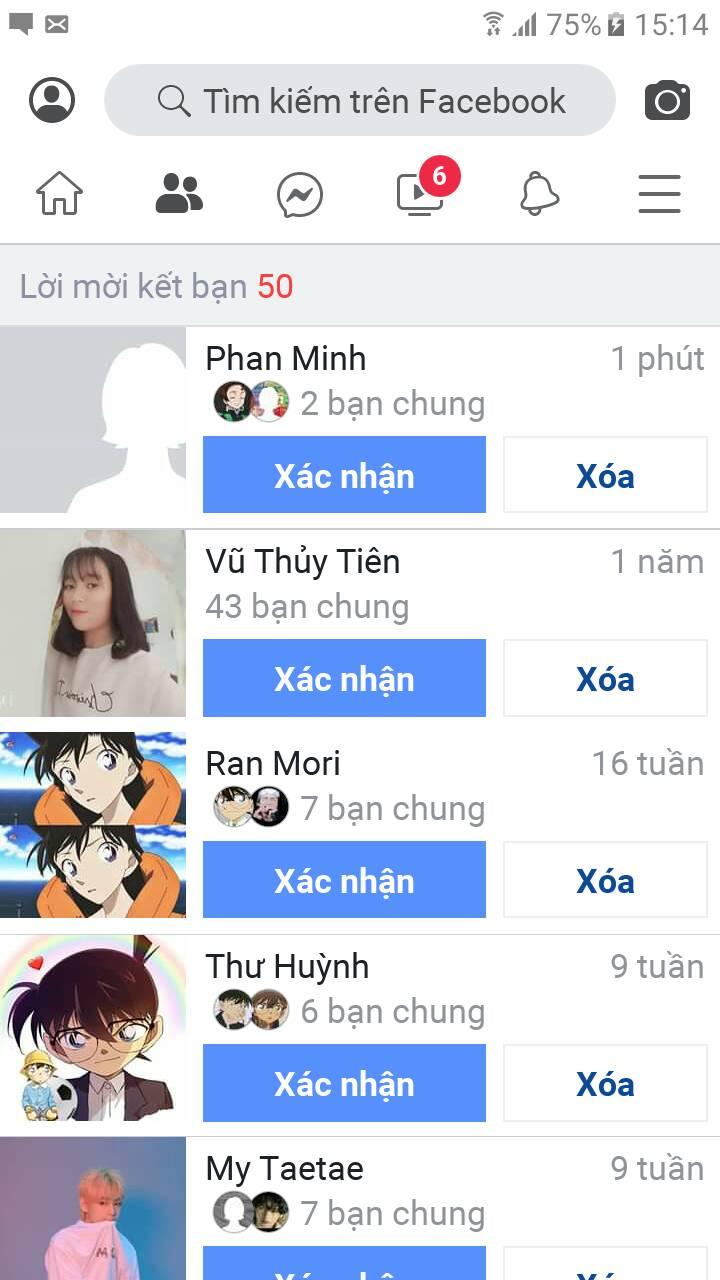 75% 15:14
Tìm kiếm trên Facebook
6
Lời mời kết bạn 50
Phan Minh 1 phút
2 bạn chung
Xác nhận Xóa
Vũ Thủy Tiên 1 năm
43 bạn chung
Xác nhận Xóa
Ran Mori 16 tuần
7 bạn chung
Xác nhận Xóa
Thư Huỳnh 9 tuần
6 bạn chung
Xác nhận Xóa
My Taetae 9 tuần
7 bạn chung
Xác nhận Xóa